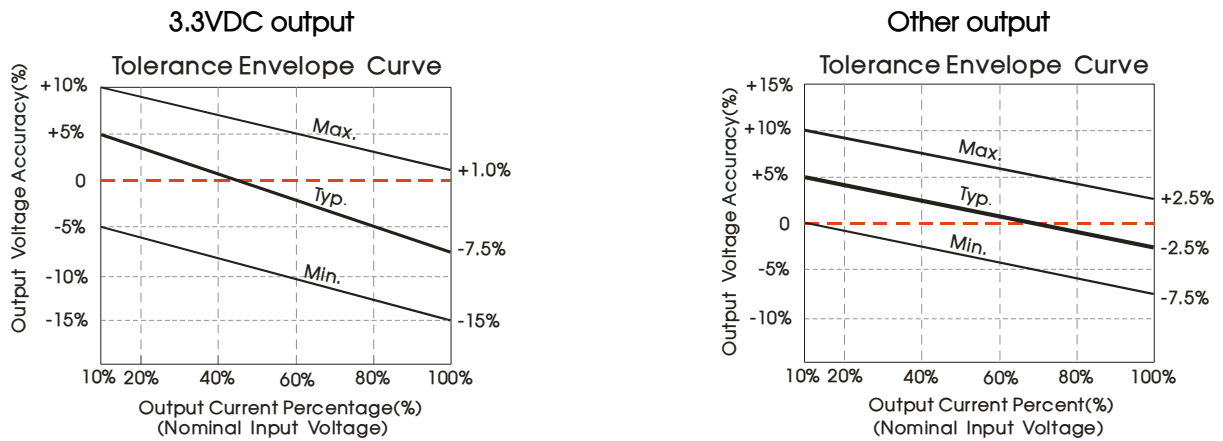 3.3VDC output
Tolerance Envelope Curve
Output Voltage Accuracy(%)
+10%
+5%
0
-5%
-10%
-15%
Max.
Typ.
Min.
+1.0%
-7.5%
-15%
10% 20% 40% 60% 80% 100%
Output Current Percentage(%)
(Nominal Input Voltage)
Other output
Tolerance Envelope Curve
Output Voltage Accuracy(%)
+15%
+10%
+5%
0
-5%
-10%
Max.
Typ.
Min.
+2.5%
-2.5%
-7.5%
10% 20% 40% 60% 80% 100%
Output Current Percent(%)
(Nominal Input Voltage)